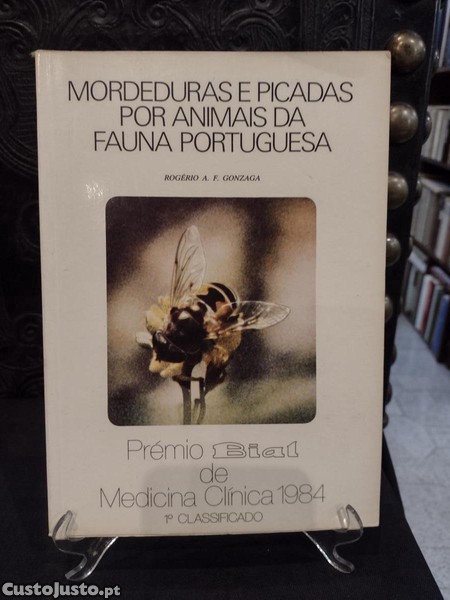 MORDEDURAS E PICADAS
POR ANIMAIS DA
FAUNA PORTUGUESA
ROGÉRIO A. F. GONZAGA
Prémio Bial
de
Medicina Clínica 1984
1º CLASSIFICADO
CustoJusto.pt